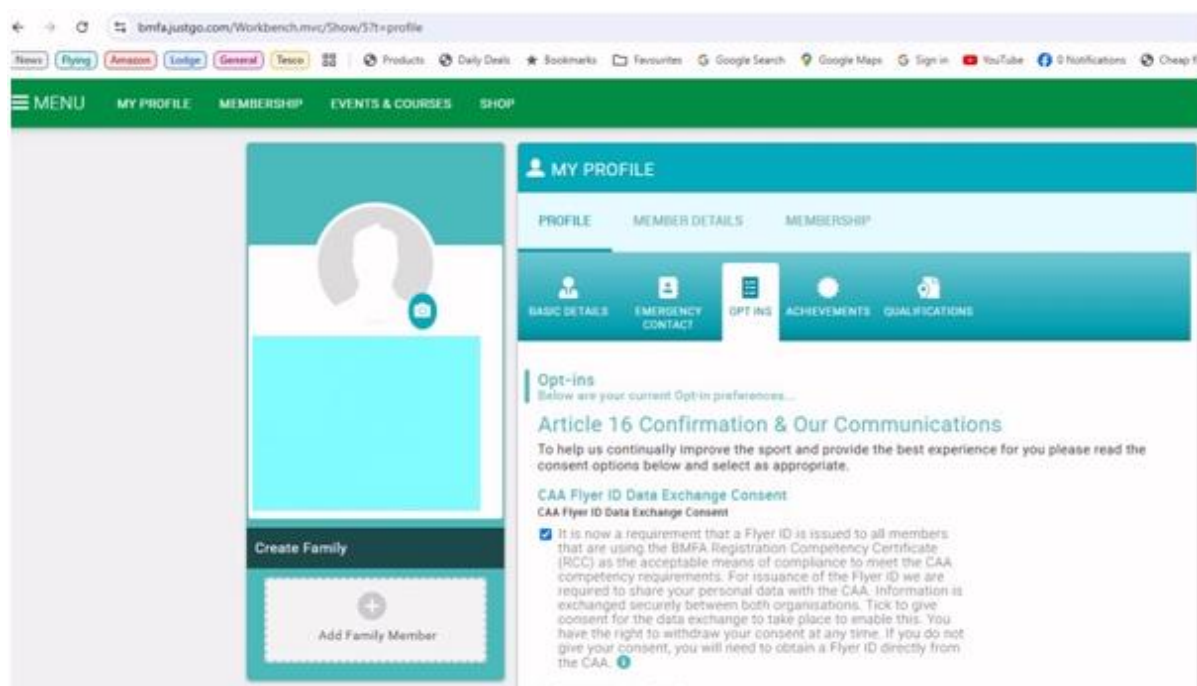 bmfa.justgo.com/Workbench.mvc/Show/5?t=profile
News Flying Amazon Lodge General Tesco Products Daily Deals Bookmarks Favourites Google Search Google Maps Sign in YouTube 0 Notifications Cheap
MENU MY PROFILE MEMBERSHIP EVENTS & COURSES SHOP
MY PROFILE
PROFILE MEMBER DETAILS MEMBERSHIP
BASIC DETAILS EMERGENCY CONTACT OPT INS ACHIEVEMENTS QUALIFICATIONS
Opt-ins
Below are your current Opt-in preferences...
Article 16 Confirmation & Our Communications
To help us continually improve the sport and provide the best experience for you please read the
consent options below and select as appropriate.
CAA Flyer ID Data Exchange Consent
CAA Flyer ID Data Exchange Consent
It is now a requirement that a Flyer ID is issued to all members
that are using the BMFA Registration Competency Certificate
(RCC) as the acceptable means of compliance to meet the CAA
competency requirements. For issuance of the Flyer ID we are
required to share your personal data with the CAA. Information is
exchanged securely between both organisations. Tick to give
consent for the data exchange to take place to enable this. You
have the right to withdraw your consent at any time. If you do not
give your consent, you will need to obtain a Flyer ID directly from
the CAA.
Create Family
Add Family Member